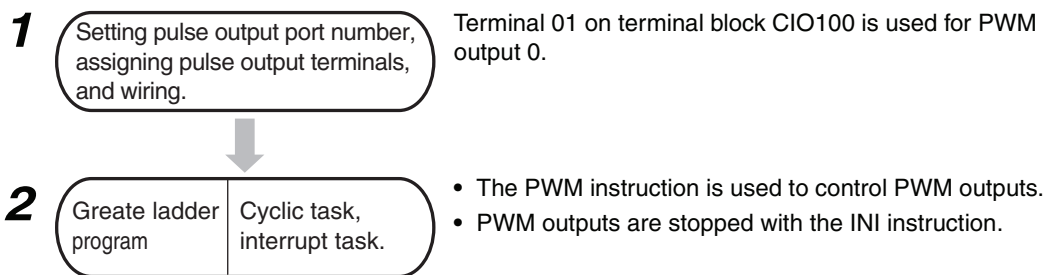 1
Setting pulse output port number,
assigning pulse output terminals,
and wiring.
Terminal 01 on terminal block CIO100 is used for PWM
output 0.
2
Greate ladder
program
Cyclic task,
interrupt task.
• The PWM instruction is used to control PWM outputs.
• PWM outputs are stopped with the INI instruction.